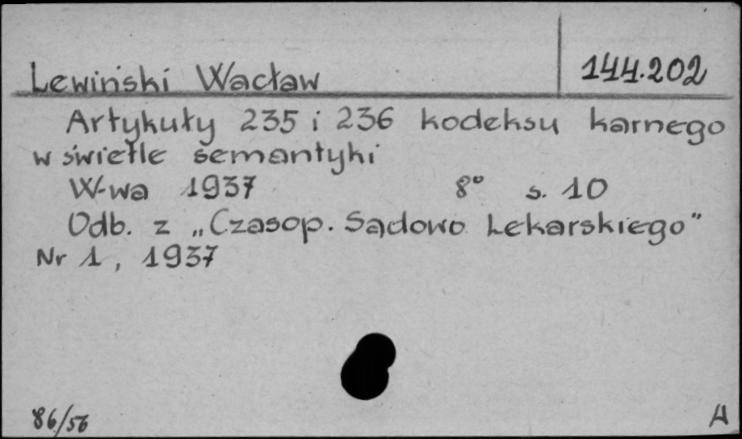 Lewiński Wacław 144.202
Artykuły 235 i 236 kodeksu karnego
w świetle semantyki
W-wa 1937 8° s. 10
Odb. z „Czasop. Sądowo Lekarskiego"
Nr 1, 1937
86/56